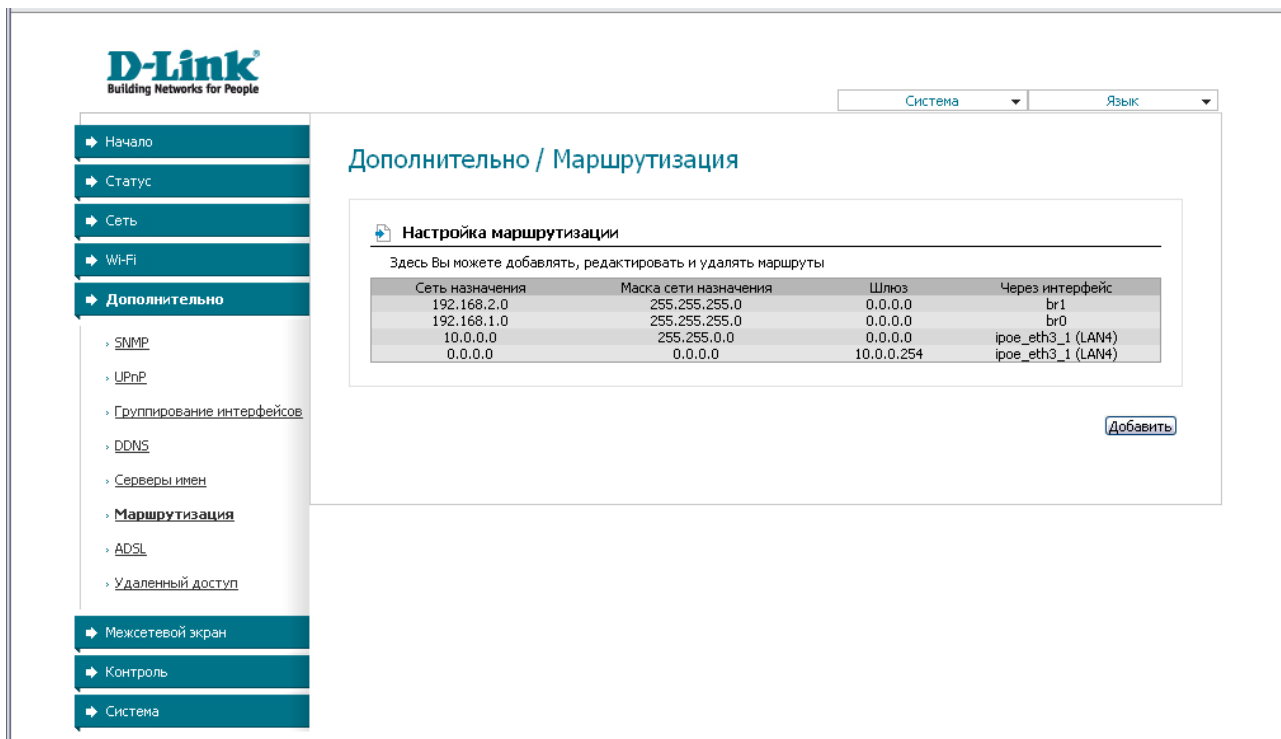 D-Link
Building Networks for People
Система
Язык
Начало
Статус
Сеть
Wi-Fi
Дополнительно
SNMP
UPnP
Группирование интерфейсов
DDNS
Серверы имен
Маршрутизация
ADSL
Удаленный доступ
Межсетевой экран
Контроль
Система
Дополнительно / Маршрутизация
Настройка маршрутизации
Здесь Вы можете добавлять, редактировать и удалять маршруты
Сеть назначения Маска сети назначения Шлюз Через интерфейс
192.168.2.0 255.255.255.0 0.0.0.0 br1
192.168.1.0 255.255.255.0 0.0.0.0 br0
10.0.0.0 255.255.0.0 0.0.0.0 ipoe_eth3_1 (LAN4)
0.0.0.0 0.0.0.0 10.0.0.254 ipoe_eth3_1 (LAN4)
Добавить